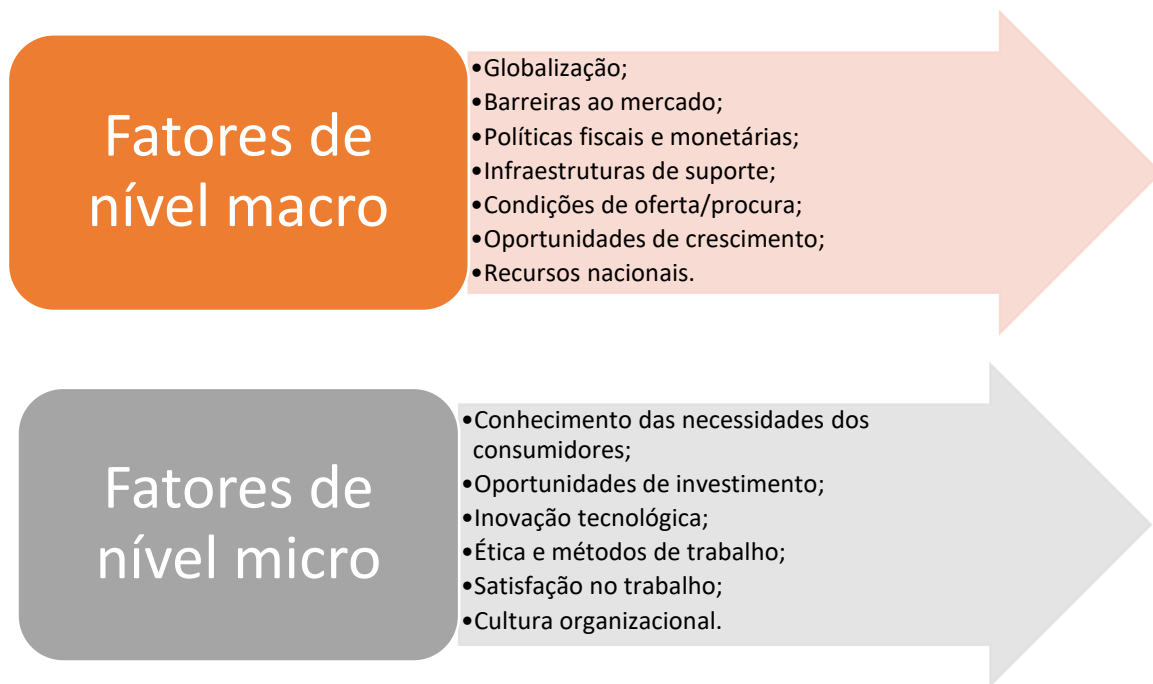 Fatores de
nível macro
•Globalização;
•Barreiras ao mercado;
•Políticas fiscais e monetárias;
•Infraestruturas de suporte;
•Condições de oferta/procura;
•Oportunidades de crescimento;
•Recursos nacionais.
Fatores de
nível micro
•Conhecimento das necessidades dos
consumidores;
•Oportunidades de investimento;
•Inovação tecnológica;
•Ética e métodos de trabalho;
•Satisfação no trabalho;
•Cultura organizacional.